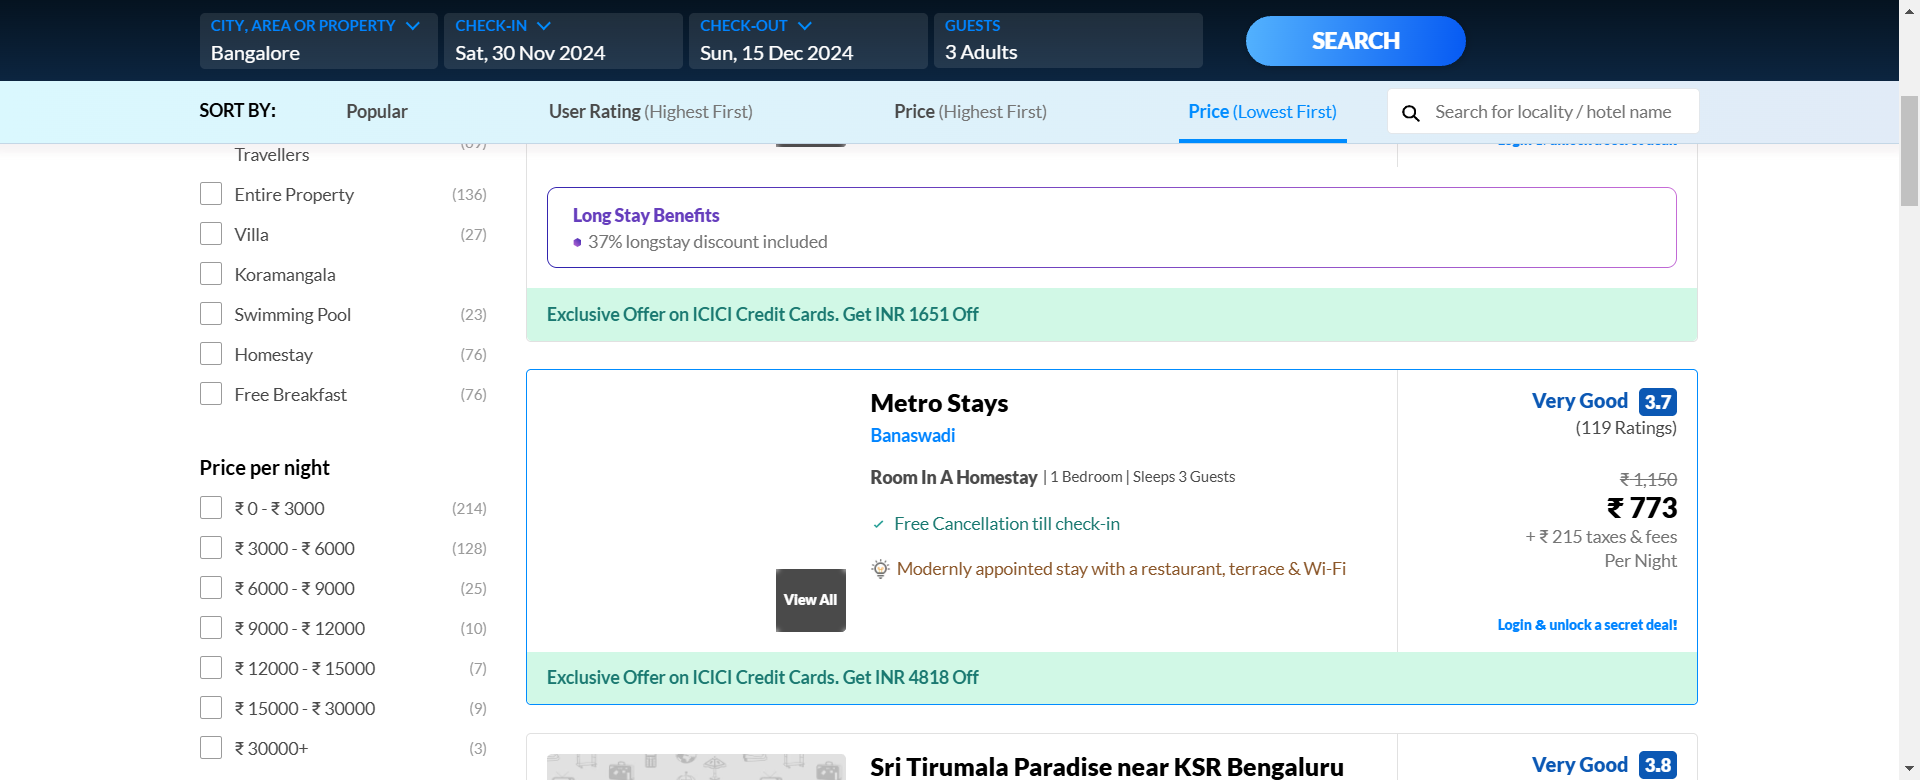 CITY, AREA OR PROPERTY
Bangalore
CHECK-IN
Sat, 30 Nov 2024
CHECK-OUT
Sun, 15 Dec 2024
GUESTS
3 Adults
SEARCH
SORT BY:
Popular
User Rating (Highest First)
Price (Highest First)
Price (Lowest First)
Search for locality / hotel name
Travellers
Entire Property (136)
Villa (27)
Koramangala
Swimming Pool (23)
Homestay (76)
Free Breakfast (76)
Price per night
₹ 0 - ₹ 3000 (214)
₹ 3000 - ₹ 6000 (128)
₹ 6000 - ₹ 9000 (25)
₹ 9000 - ₹ 12000 (10)
₹ 12000 - ₹ 15000 (7)
₹ 15000 - ₹ 30000 (9)
₹ 30000+ (3)
Long Stay Benefits
37% longstay discount included
Exclusive Offer on ICICI Credit Cards. Get INR 1651 Off
View All
Metro Stays
Banaswadi
Room In A Homestay | 1 Bedroom | Sleeps 3 Guests
Free Cancellation till check-in
Modernly appointed stay with a restaurant, terrace & Wi-Fi
Very Good 3.7
(119 Ratings)
₹ 1,150
₹ 773
+ ₹ 215 taxes & fees
Per Night
Login & unlock a secret deal!
Exclusive Offer on ICICI Credit Cards. Get INR 4818 Off
Sri Tirumala Paradise near KSR Bengaluru
Very Good 3.8